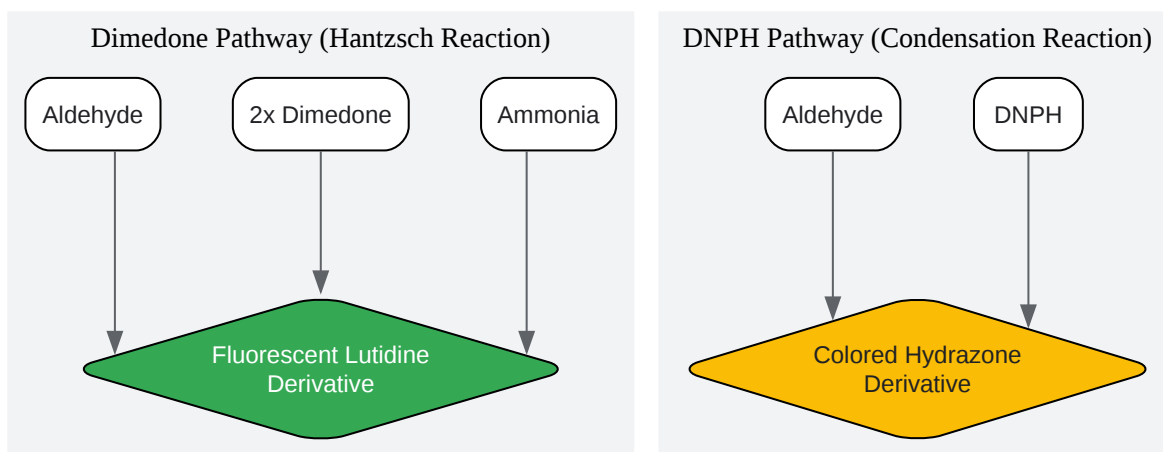 Dimedone Pathway (Hantzsch Reaction)
Aldehyde
2x Dimedone
Ammonia
Fluorescent Lutidine
Derivative
DNPH Pathway (Condensation Reaction)
Aldehyde
DNPH
Colored Hydrazone
Derivative